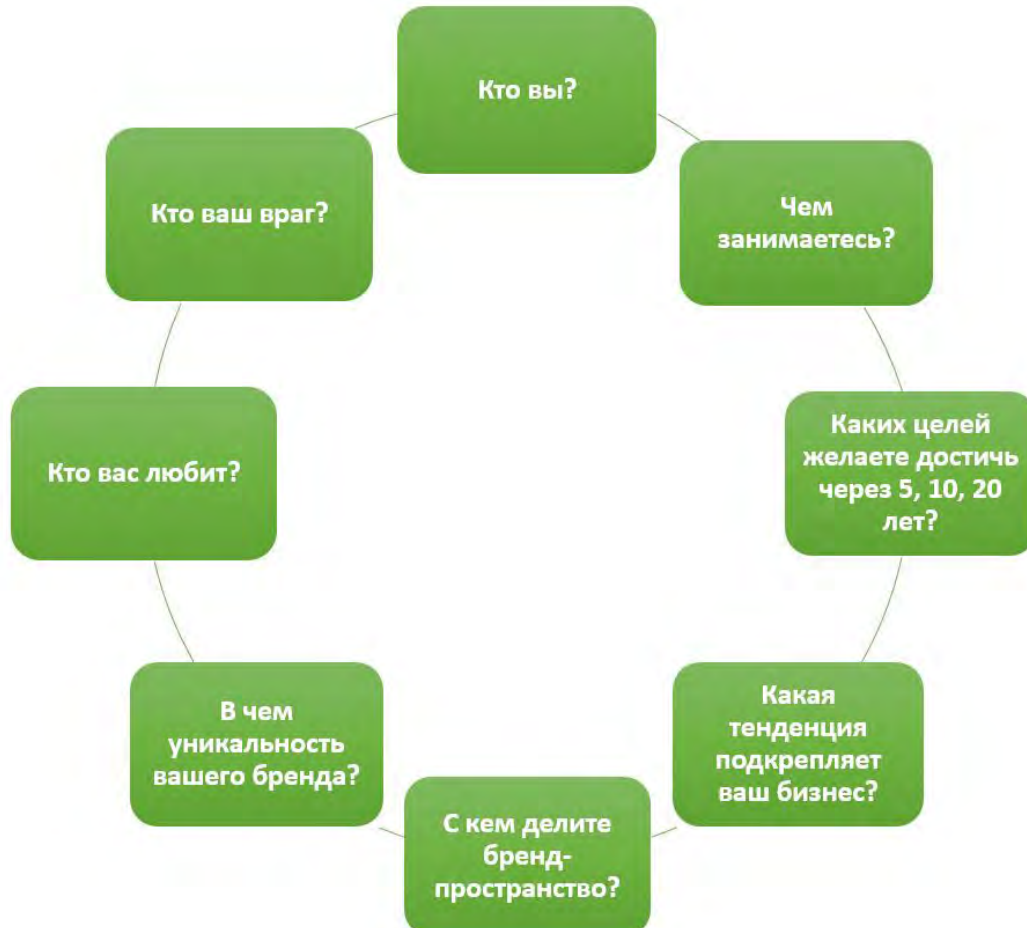 Кто вы?
Чем
занимаетесь?
Каких целей
желаете достичь
через 5, 10, 20
лет?
Какая
тенденция
подкрепляет
ваш бизнес?
С кем делите
бренд-
пространство?
В чем
уникальность
вашего бренда?
Кто вас любит?
Кто ваш враг?